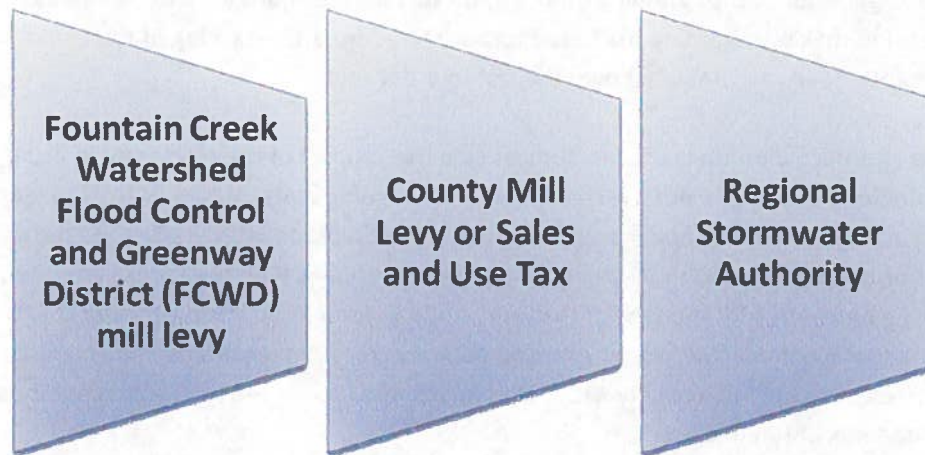 Fountain Creek
Watershed
Flood Control
and Greenway
District (FCWD)
mill levy
County Mill
Levy or Sales
and Use Tax
Regional
Stormwater
Authority